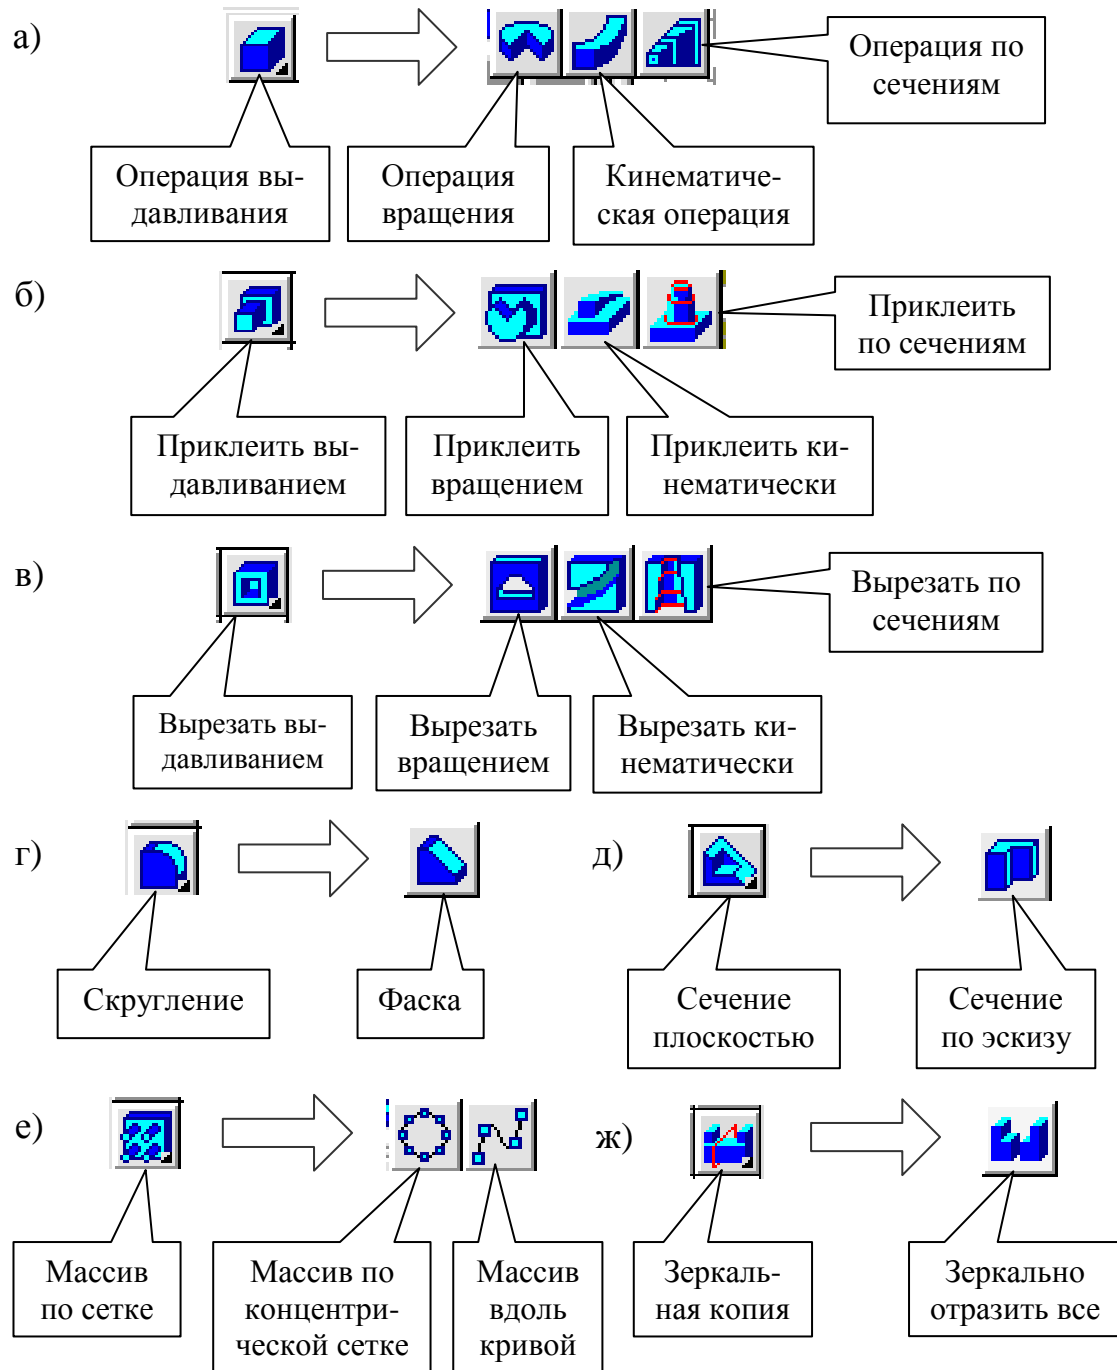 а)
Операция по
сечениям
Операция вы-
давливания
Операция
вращения
Кинематиче-
ская операция
б)
Приклеить
по сечениям
Приклеить вы-
давливанием
Приклеить
вращением
Приклеить ки-
нематически
в)
Вырезать по
сечениям
Вырезать вы-
давливанием
Вырезать
вращением
Вырезать ки-
нематически
г)
Скругление
Фаска
д)
Сечение
плоскостью
Сечение
по эскизу
е)
Массив
по сетке
Массив по
концентри-
ческой сетке
Массив
вдоль
кривой
ж)
Зеркаль-
ная копия
Зеркально
отразить все